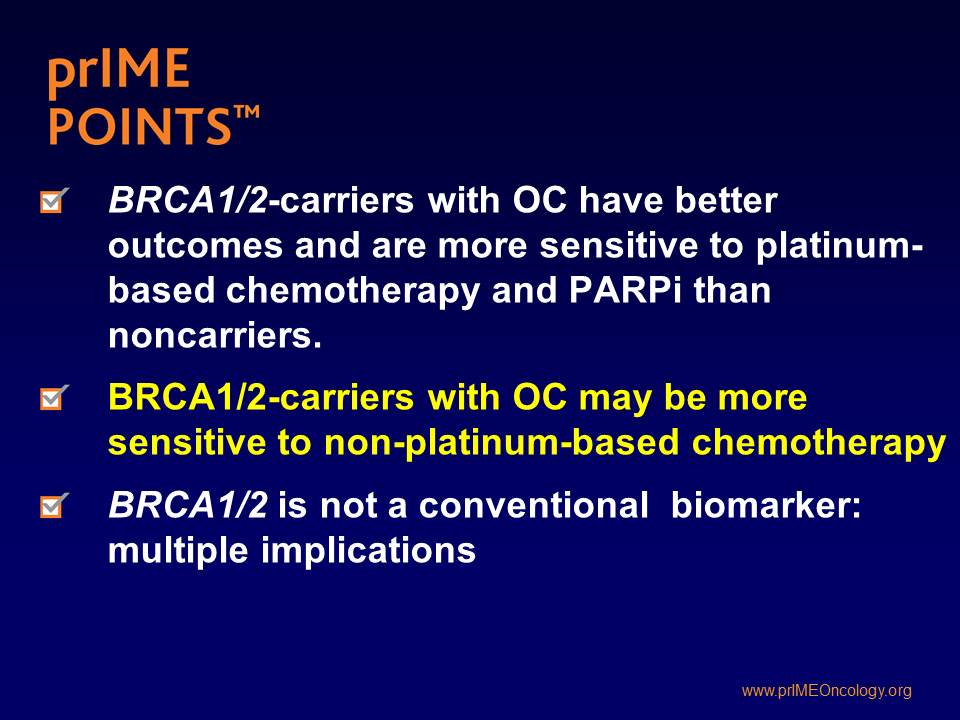 prIME
POINTS™
BRCA1/2-carriers with OC have better
outcomes and are more sensitive to platinum-
based chemotherapy and PARPi than
noncarriers.
BRCA1/2-carriers with OC may be more
sensitive to non-platinum-based chemotherapy
BRCA1/2 is not a conventional  biomarker:
multiple implications
www.prIMEOncology.org